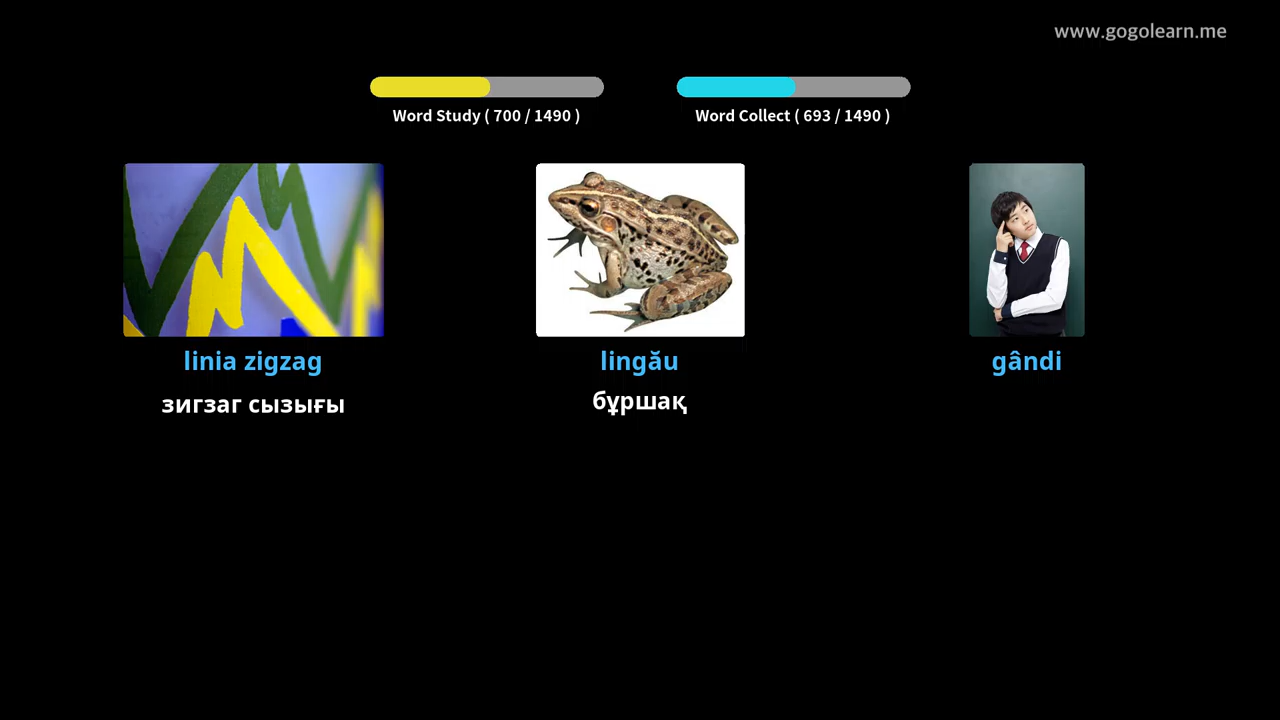 www.gogolearn.me
Word Study ( 700 / 1490 )
Word Collect ( 693 / 1490 )
linia zigzag
lingău
gândi
зигзаг сызығы
бұршақ